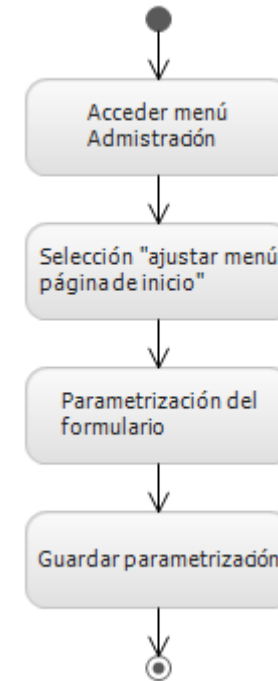 Acceder menú
Admistración
Selección "ajustar menú
página de inicio"
Parametrización del
formulario
Guardar parametrización